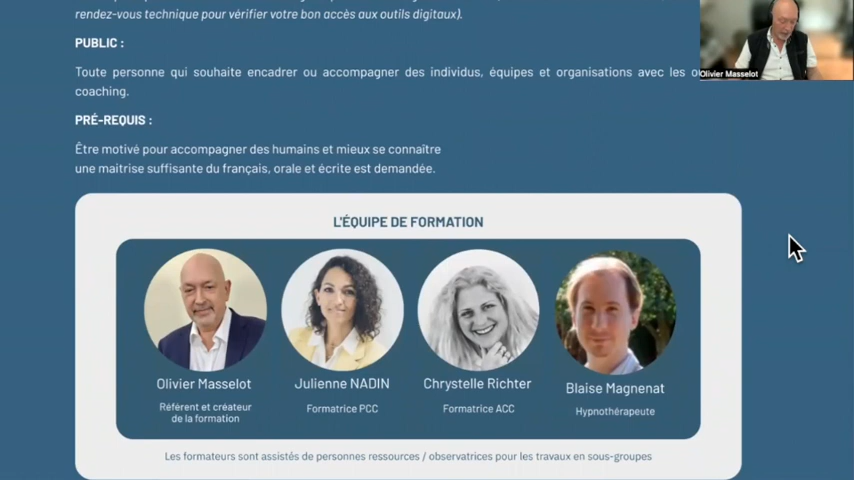 rendez-vous technique pour vérifier votre bon accès aux outils digitaux).
PUBLIC :
Toute personne qui souhaite encadrer ou accompagner des individus, équipes et organisations avec les
coaching.
PRÉ-REQUIS :
Être motivé pour accompagner des humains et mieux se connaître
une maitrise suffisante du français, orale et écrite est demandée.
Olivier Masselot
L'ÉQUIPE DE FORMATION
Olivier Masselot
Référent et créateur
de la formation
Julienne NADIN
Formatrice PCC
Chrystelle Richter
Formatrice ACC
Blaise Magnenat
Hypnothérapeute
Les formateurs sont assistés de personnes ressources / observatrices pour les travaux en sous-groupes